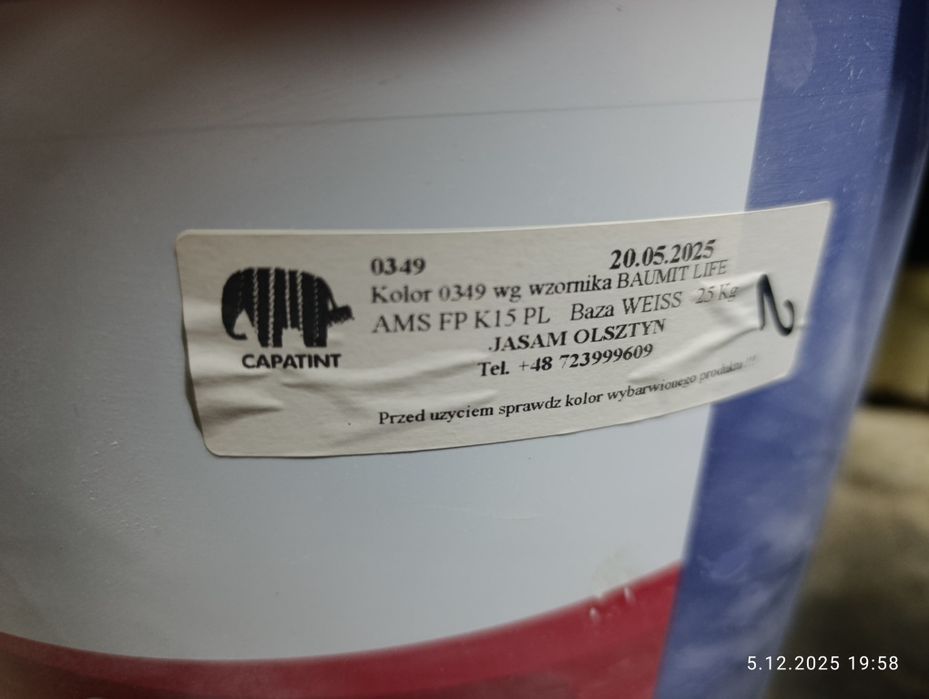 0349 20.05.2025
Kolor 0349 wg wzornika BAUMIT LIFE
AMS FP K15 PL Baza WEISS 25 Kg
JASAM OLSZTYN
Tel. +48 723999609
CAPATINT
Przed uzyciem sprawdz kolor wybarwionego produktu !!!
5.12.2025 19:58